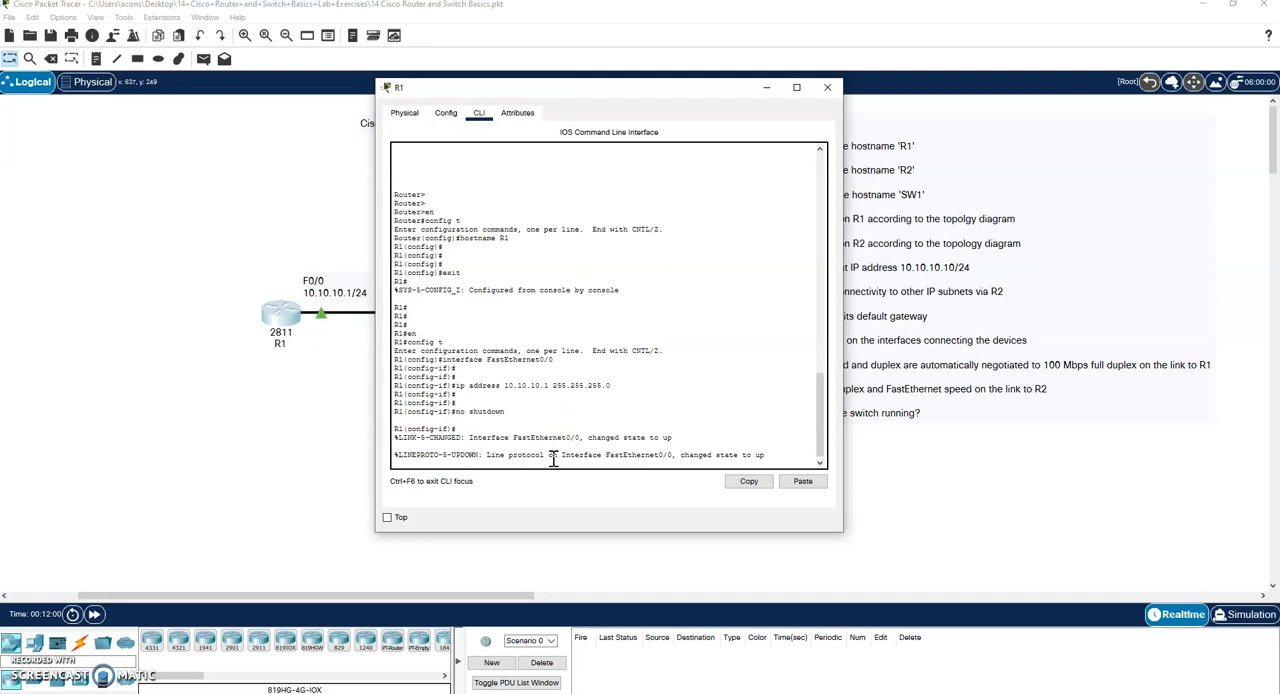 Cisco Packet Tracer - C:\Users\acons\Desktop\14+Cisco+Router+and+Switch+Basics+Lab+Exercises\14 Cisco Router and Switch Basics.pkt
File Edit Options View Tools Extensions Window Help
?
Logical Physical x: 637, y: 249 [Root] 06:00:00
R1
Physical Config CLI Attributes
Cis
IOS Command Line Interface
e hostname 'R1'
e hostname 'R2'
e hostname 'SW1'
on R1 according to the topolgy diagram
on R2 according to the topology diagram
t IP address 10.10.10.10/24
nnectivity to other IP subnets via R2
its default gateway
on the interfaces connecting the devices
d and duplex are automatically negotiated to 100 Mbps full duplex on the link to R1
plex and FastEthernet speed on the link to R2
e switch running?
Router>
Router>
Router>en
Router#config t
Enter configuration commands, one per line. End with CNTL/Z.
Router(config)#hostname R1
R1(config)#
R1(config)#
R1(config)#
R1(config)#exit
R1#
%SYS-5-CONFIG_I: Configured from console by console
R1#
R1#
R1#
R1#en
R1#config t
Enter configuration commands, one per line. End with CNTL/Z.
R1(config)#interface FastEthernet0/0
R1(config-if)#
R1(config-if)#
R1(config-if)#ip address 10.10.10.1 255.255.255.0
R1(config-if)#
R1(config-if)#
R1(config-if)#no shutdown
R1(config-if)#
%LINK-5-CHANGED: Interface FastEthernet0/0, changed state to up
%LINEPROTO-5-UPDOWN: Line protocol on Interface FastEthernet0/0, changed state to up
F0/0
10.10.10.1/24
2811
R1
Ctrl+F6 to exit CLI focus Copy Paste
Top
Time: 00:12:00 Realtime Simulation
Scenario 0 Fire Last Status Source Destination Type Color Time(sec) Periodic Num Edit Delete
4331 4321 1941 2901 2911 819IOX 819HGW 829 1240 PT-Router PT-Empty 184
New Delete
Toggle PDU List Window
RECORDED WITH
SCREENCAST MATIC
819HG-4G-IOX